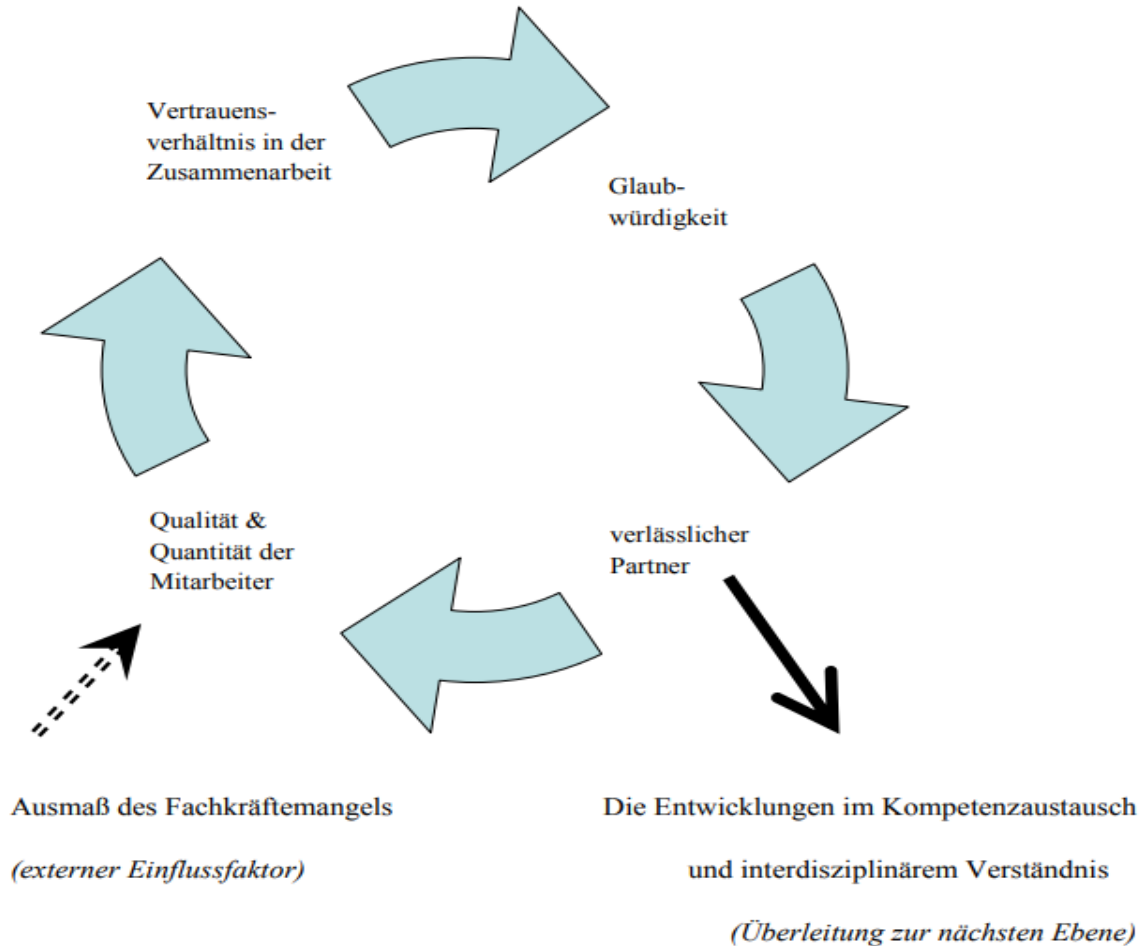 Vertrauens-
verhältnis in der
Zusammenarbeit
Glaub-
würdigkeit
Qualität &
Quantität der
Mitarbeiter
verlässlicher
Partner
Ausmaß des Fachkräftemangels
(externer Einflussfaktor)
Die Entwicklungen im Kompetenzaustausch
und interdisziplinärem Verständnis
(Überleitung zur nächsten Ebene)